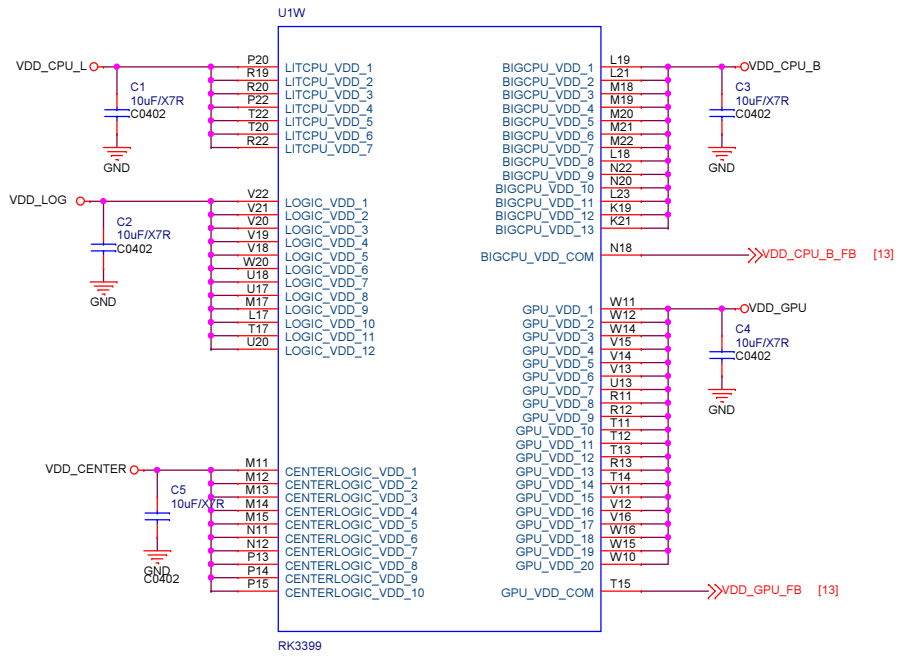 U1W
VDD_CPU_L
C1
10uF/X7R
C0402
GND
P20 LITCPU_VDD_1
R19 LITCPU_VDD_2
R20 LITCPU_VDD_3
P22 LITCPU_VDD_4
T22 LITCPU_VDD_5
T20 LITCPU_VDD_6
R22 LITCPU_VDD_7
VDD_LOG
C2
10uF/X7R
C0402
GND
V22 LOGIC_VDD_1
V21 LOGIC_VDD_2
V20 LOGIC_VDD_3
V19 LOGIC_VDD_4
V18 LOGIC_VDD_5
W20 LOGIC_VDD_6
U18 LOGIC_VDD_7
U17 LOGIC_VDD_8
M17 LOGIC_VDD_9
L17 LOGIC_VDD_10
T17 LOGIC_VDD_11
U20 LOGIC_VDD_12
VDD_CENTER
C5
10uF/X7R
GND
C0402
M11 CENTERLOGIC_VDD_1
M12 CENTERLOGIC_VDD_2
M13 CENTERLOGIC_VDD_3
M14 CENTERLOGIC_VDD_4
M15 CENTERLOGIC_VDD_5
N11 CENTERLOGIC_VDD_6
N12 CENTERLOGIC_VDD_7
P13 CENTERLOGIC_VDD_8
P14 CENTERLOGIC_VDD_9
P15 CENTERLOGIC_VDD_10
BIGCPU_VDD_1 L19
BIGCPU_VDD_2 L21
BIGCPU_VDD_3 M18
BIGCPU_VDD_4 M19
BIGCPU_VDD_5 M20
BIGCPU_VDD_6 M21
BIGCPU_VDD_7 M22
BIGCPU_VDD_8 L18
BIGCPU_VDD_9 N22
BIGCPU_VDD_10 N20
BIGCPU_VDD_11 L23
BIGCPU_VDD_12 K19
BIGCPU_VDD_13 K21
VDD_CPU_B
C3
10uF/X7R
C0402
GND
BIGCPU_VDD_COM N18
VDD_CPU_B_FB [13]
GPU_VDD_1 W11
GPU_VDD_2 W12
GPU_VDD_3 W14
GPU_VDD_4 V15
GPU_VDD_5 V14
GPU_VDD_6 V13
GPU_VDD_7 U13
GPU_VDD_8 R11
GPU_VDD_9 R12
GPU_VDD_10 T11
GPU_VDD_11 T12
GPU_VDD_12 T13
GPU_VDD_13 R13
GPU_VDD_14 T14
GPU_VDD_15 V11
GPU_VDD_16 V12
GPU_VDD_17 V16
GPU_VDD_18 W16
GPU_VDD_19 W15
GPU_VDD_20 W10
VDD_GPU
C4
10uF/X7R
C0402
GND
GPU_VDD_COM T15
VDD_GPU_FB [13]
RK3399